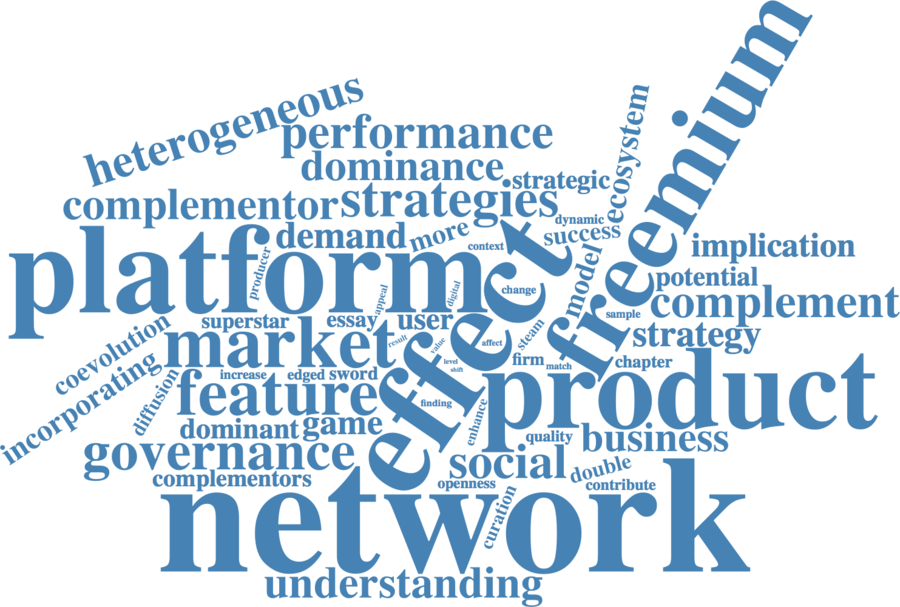 freemium
heterogeneous
performance
dominance
ecosystem
strategic
complementor
strategies
dynamic
success
demand
more
context
platform
effect
model
implication
producer
potential
appeal
digital
change
complement
coevolution
superstar
essay
user
sample
strategy
market
result
value
affect
steam
level
shift
firm
match
chapter
incorporating
diffusion
increase
edged
sword
feature
finding
product
enhance
dominant
game
quality
business
governance
social
double
complementors
openness
curation
contribute
network
understanding